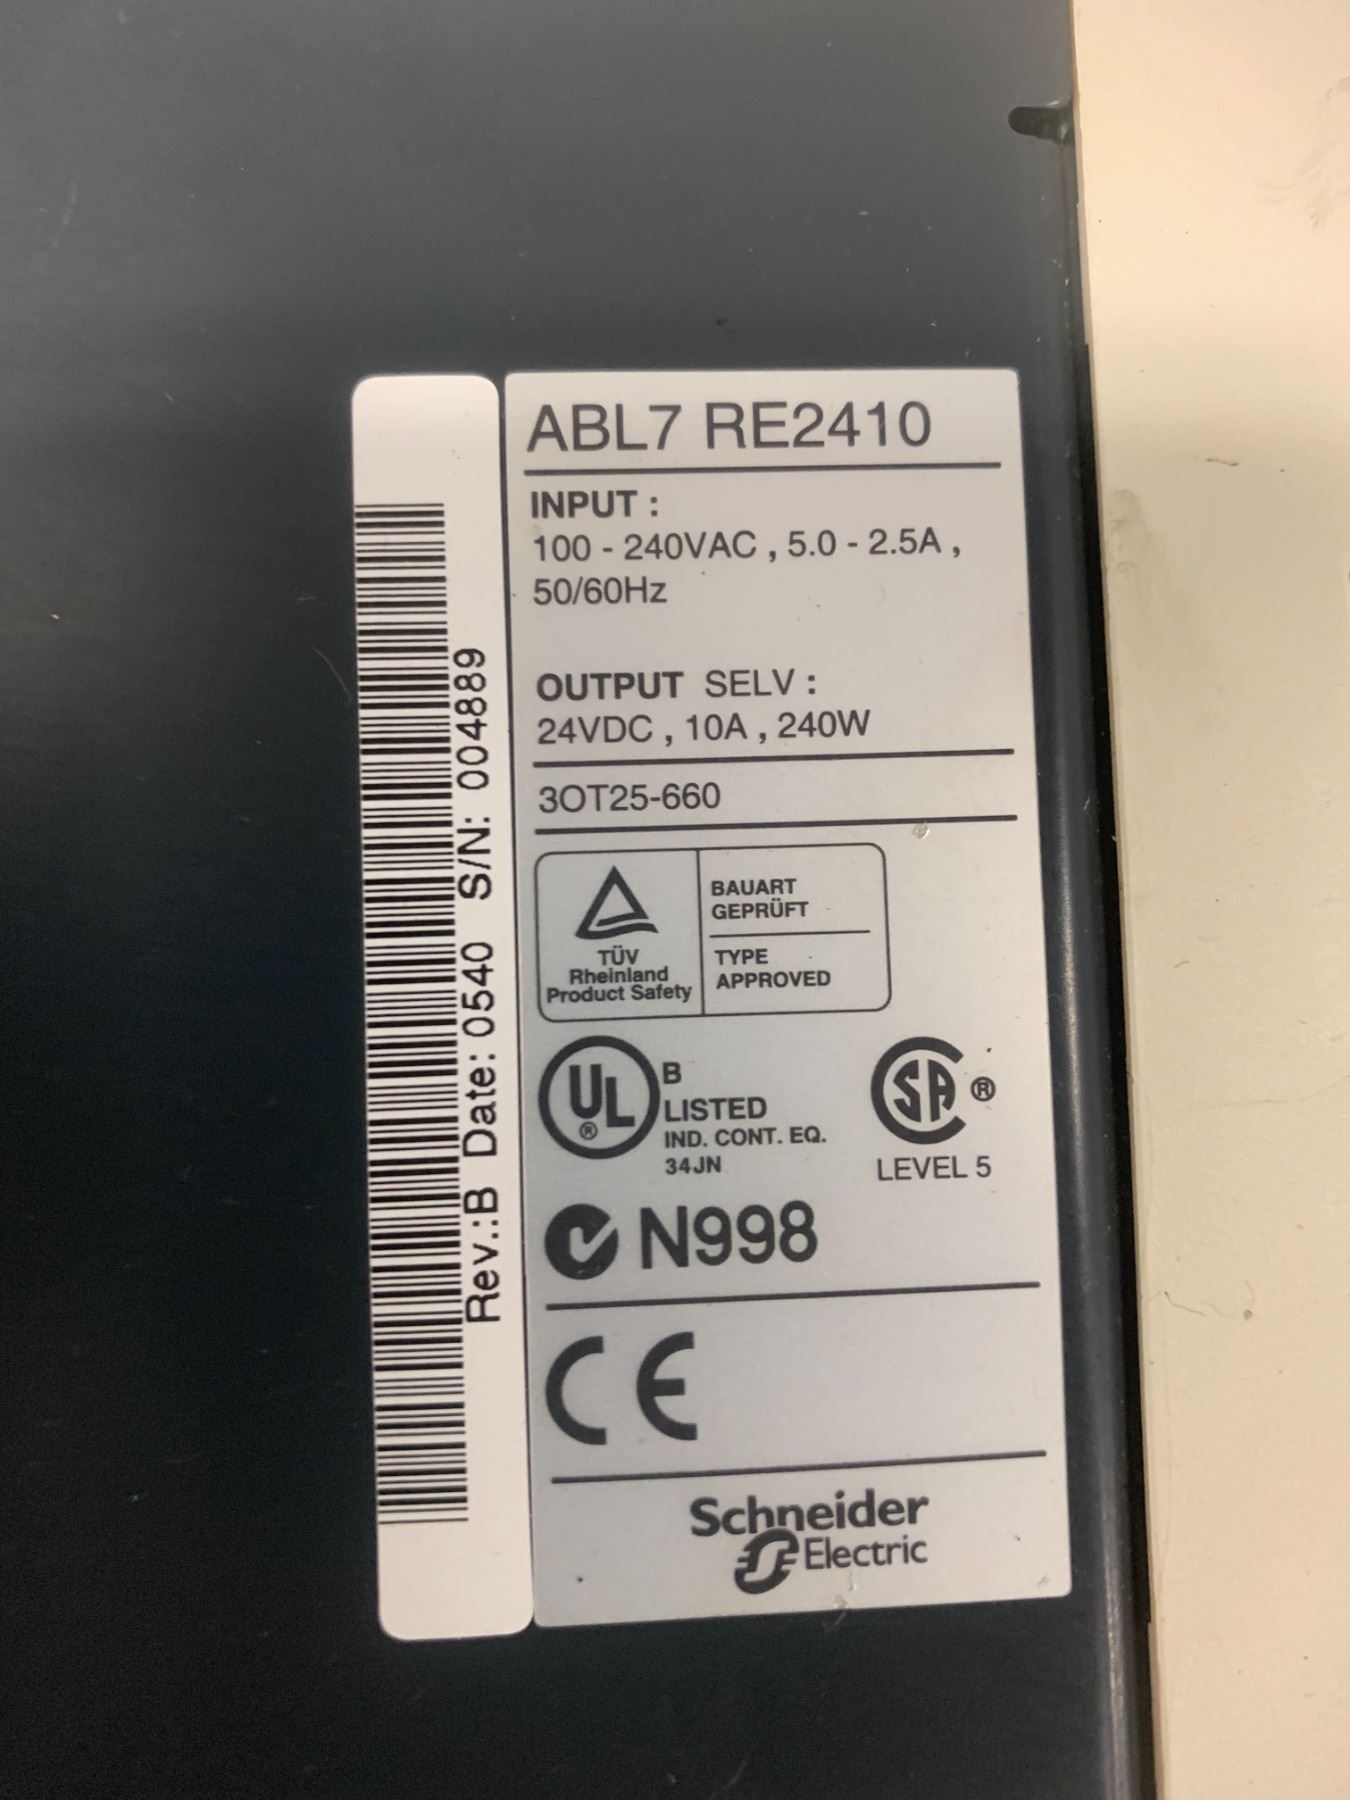 ABL7 RE2410
INPUT :
100 - 240VAC , 5.0 - 2.5A ,
50/60Hz
OUTPUT SELV :
24VDC , 10A , 240W
3OT25-660
TÜV
Rheinland
Product Safety
BAUART
GEPRÜFT
TYPE
APPROVED
UL
®
B
LISTED
IND. CONT. EQ.
34JN
SA ®
LEVEL 5
N998
CE
Schneider
Electric
Rev.:B Date: 0540 S/N: 004889